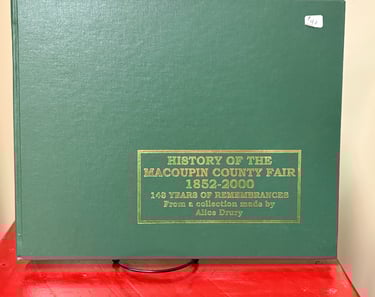 HISTORY OF THE
MACOUPIN COUNTY FAIR
1852-2000
148 YEARS OF REMEMBRANCES
From a collection made by
Alice Drury